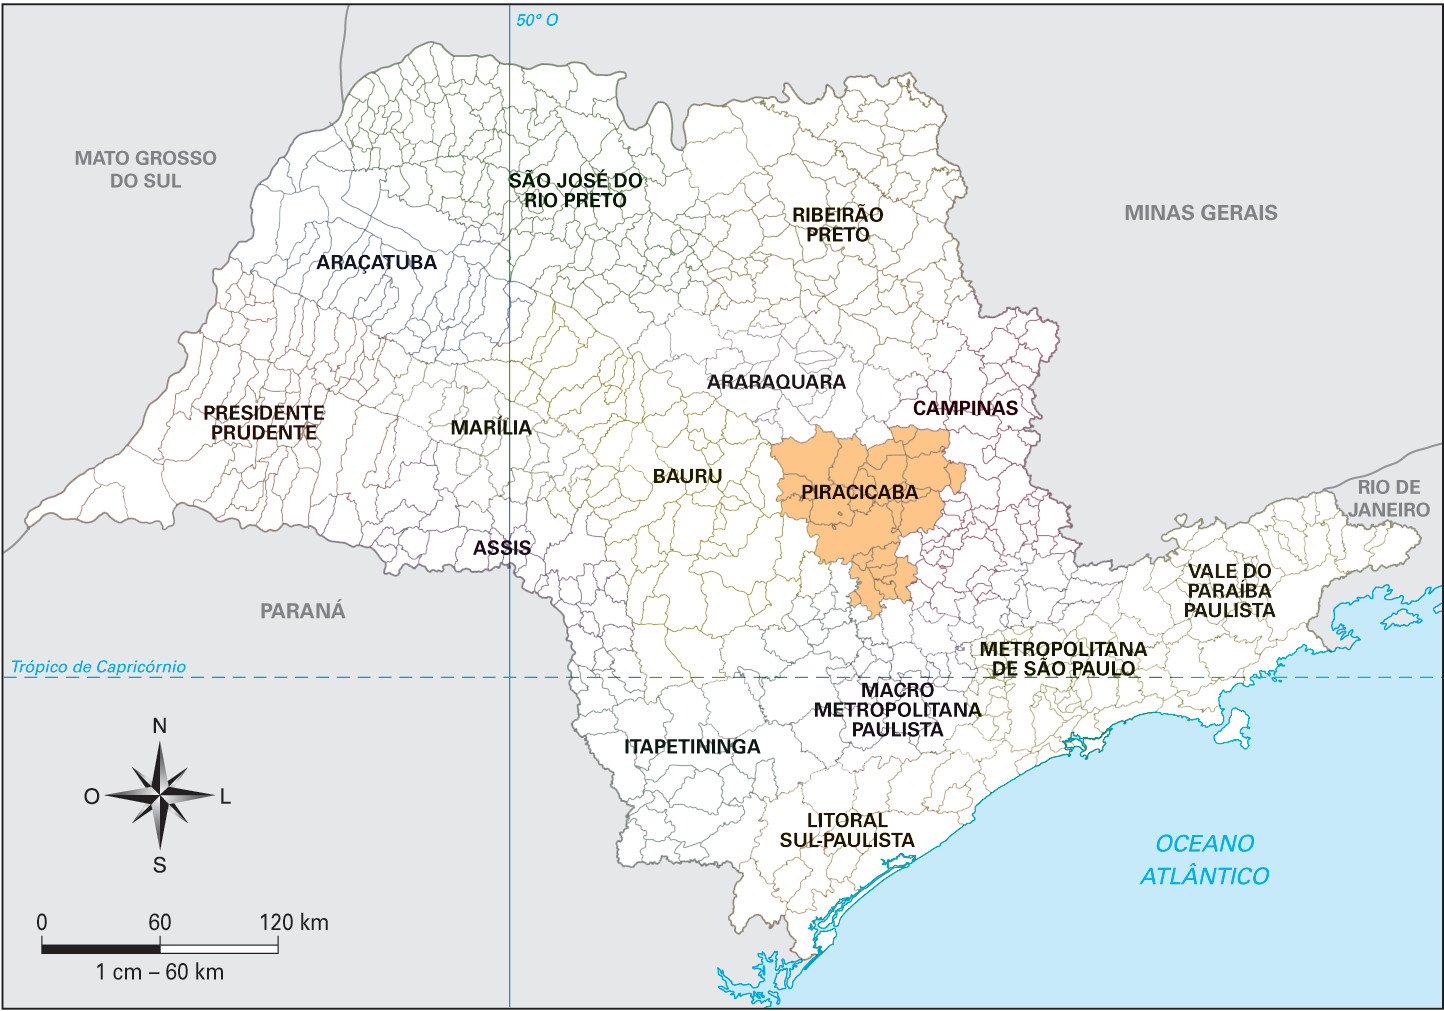 50° O
MATO GROSSO
DO SUL
SÃO JOSÉ DO
RIO PRETO
RIBEIRÃO
PRETO
MINAS GERAIS
ARAÇATUBA
ARARAQUARA
CAMPINAS
PRESIDENTE
PRUDENTE
MARÍLIA
BAURU
PIRACICABA
RIO DE
JANEIRO
ASSIS
VALE DO
PARAÍBA
PAULISTA
PARANÁ
METROPOLITANA
DE SÃO PAULO
Trópico de Capricórnio
MACRO
METROPOLITANA
PAULISTA
ITAPETININGA
N
O
L
S
LITORAL
SUL-PAULISTA
OCEANO
ATLÂNTICO
0 60 120 km
1 cm – 60 km